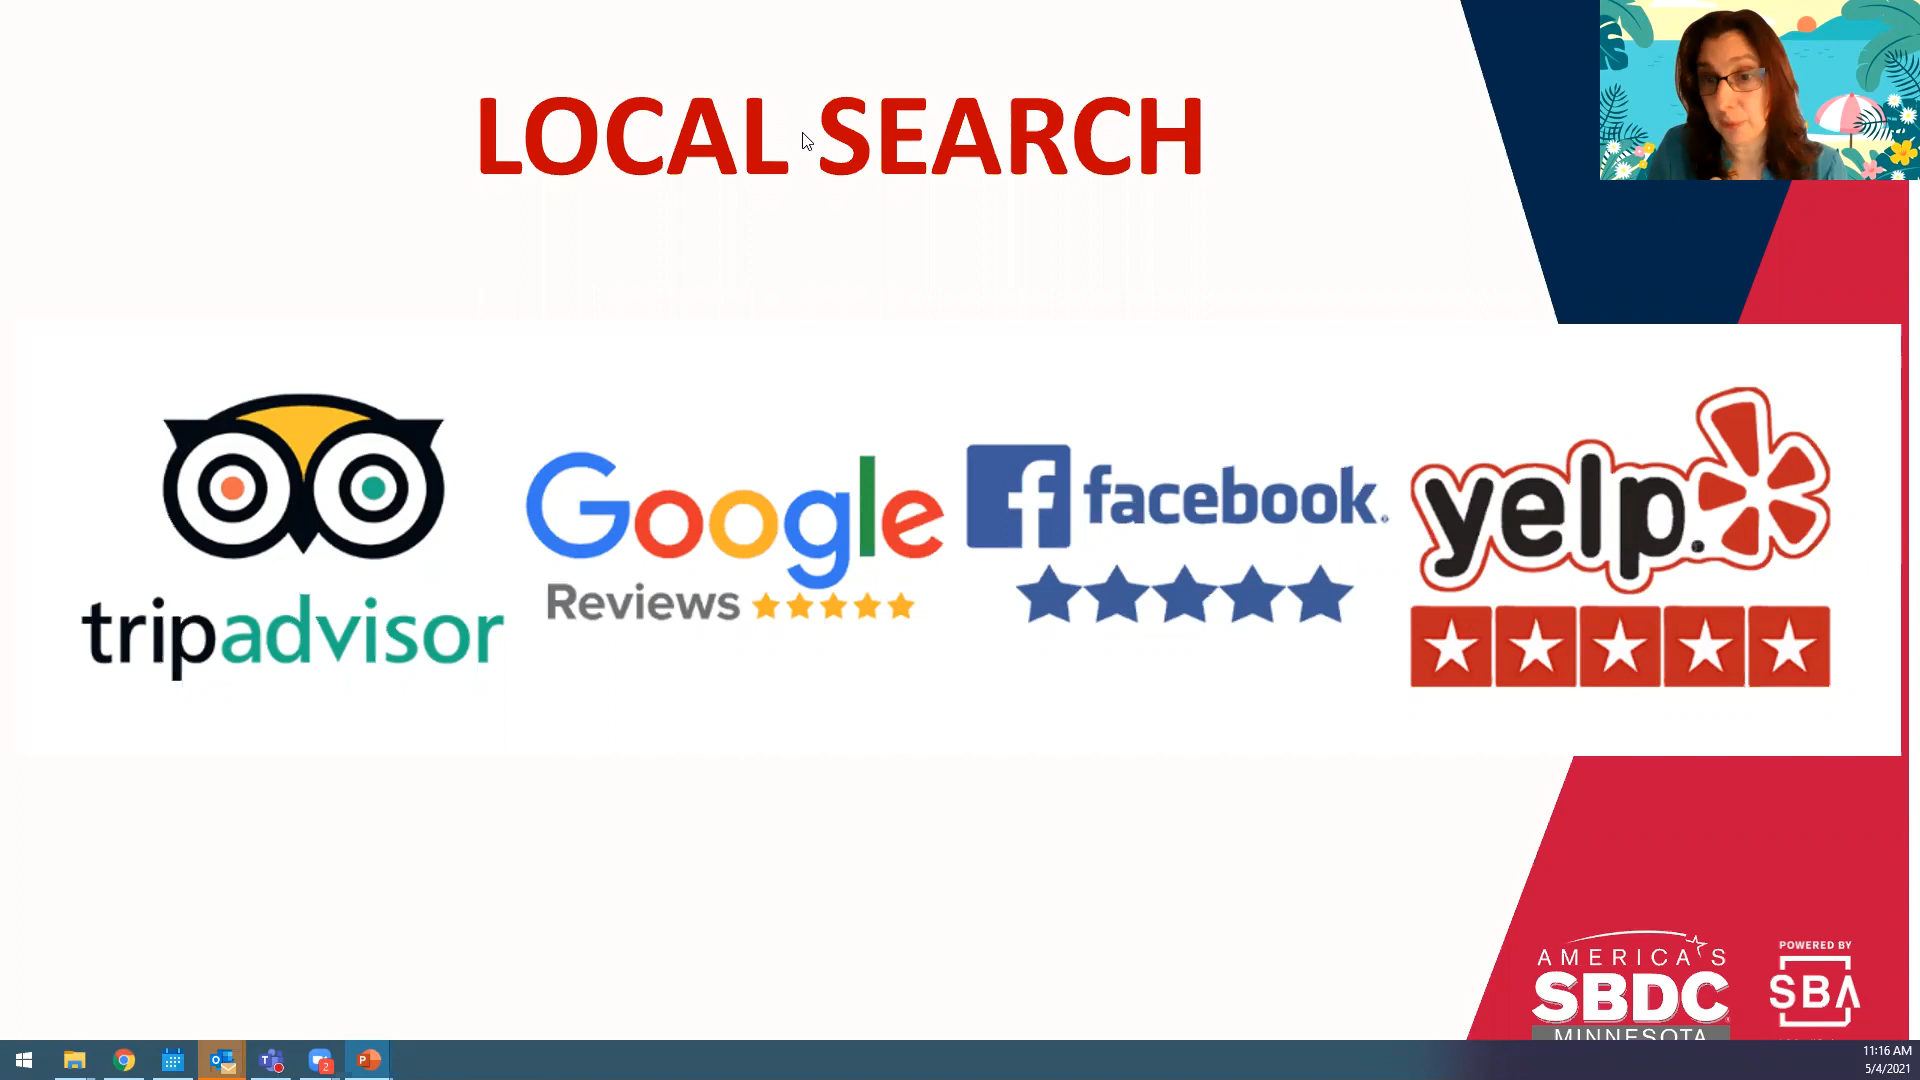 LOCAL SEARCH
tripadvisor
Google
Reviews
facebook
yelp
AMERICA'S
SBDC
MINNESOTA
POWERED BY
SBA
11:16 AM
5/4/2021
2